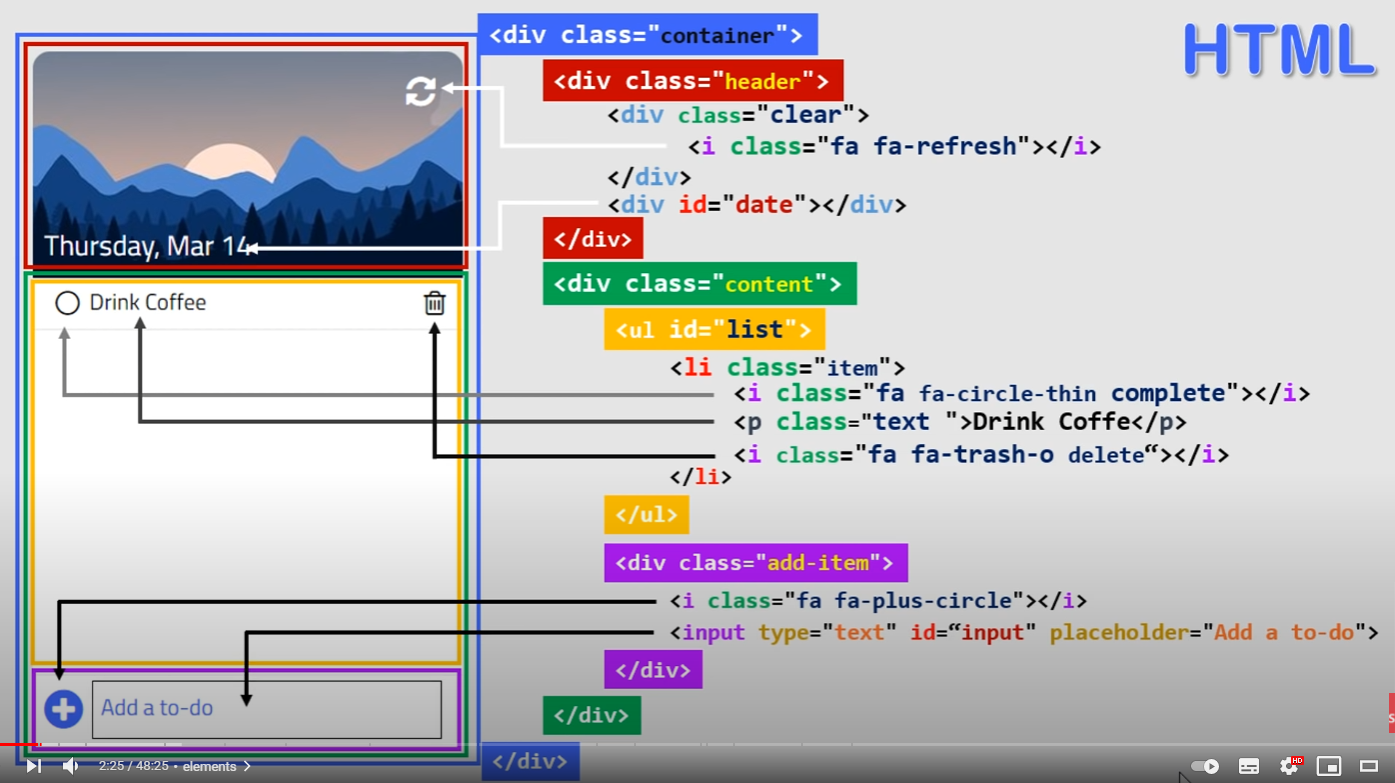 HTML
<div class="container">
<div class="header">
<div class="clear">
<i class="fa fa-refresh"></i>
</div>
<div id="date"></div>
</div>
<div class="content">
<ul id="list">
<li class="item">
<i class="fa fa-circle-thin complete"></i>
<p class="text ">Drink Coffe</p>
<i class="fa fa-trash-o delete“></i>
</li>
</ul>
<div class="add-item">
<i class="fa fa-plus-circle"></i>
<input type="text" id=“input" placeholder="Add a to-do">
</div>
</div>
</div>
Thursday, Mar 14
Drink Coffee
Add a to-do
2:25 / 48:25 • elements >
HD